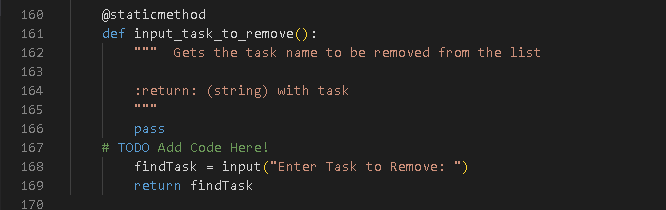 160 @staticmethod
161 def input_task_to_remove():
162 """  Gets the task name to be removed from the list
163
164 :return: (string) with task
165 """
166 pass
167 # TODO Add Code Here!
168 findTask = input("Enter Task to Remove: ")
169 return findTask
170